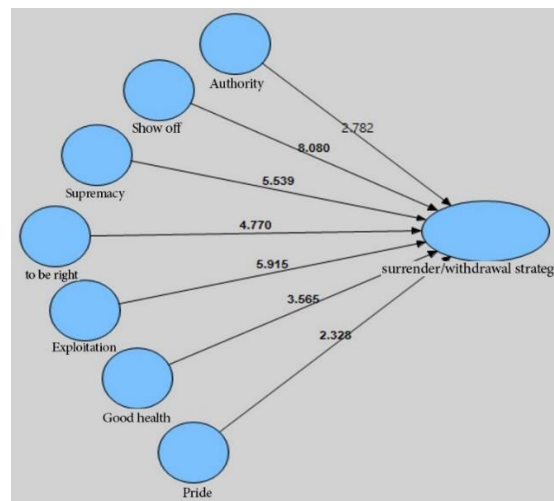 Authority
2.782
Show off
8.080
Supremacy
5.539
to be right
4.770
surrender/withdrawal strateg
Exploitation
5.915
Good health
3.565
Pride
2.328